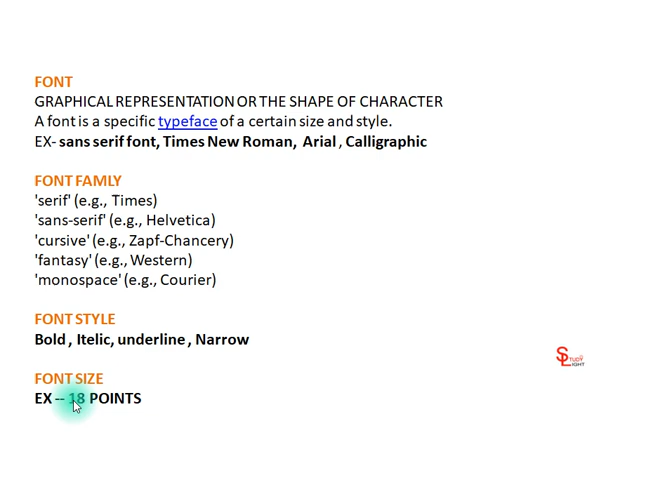 FONT
GRAPHICAL REPRESENTATION OR THE SHAPE OF CHARACTER
A font is a specific typeface of a certain size and style.
EX- sans serif font, Times New Roman, Arial , Calligraphic
FONT FAMLY
'serif' (e.g., Times)
'sans-serif' (e.g., Helvetica)
'cursive' (e.g., Zapf-Chancery)
'fantasy' (e.g., Western)
'monospace' (e.g., Courier)
FONT STYLE
Bold , Itelic, underline , Narrow
STUDY
LIGHT
FONT SIZE
EX -- 18 POINTS